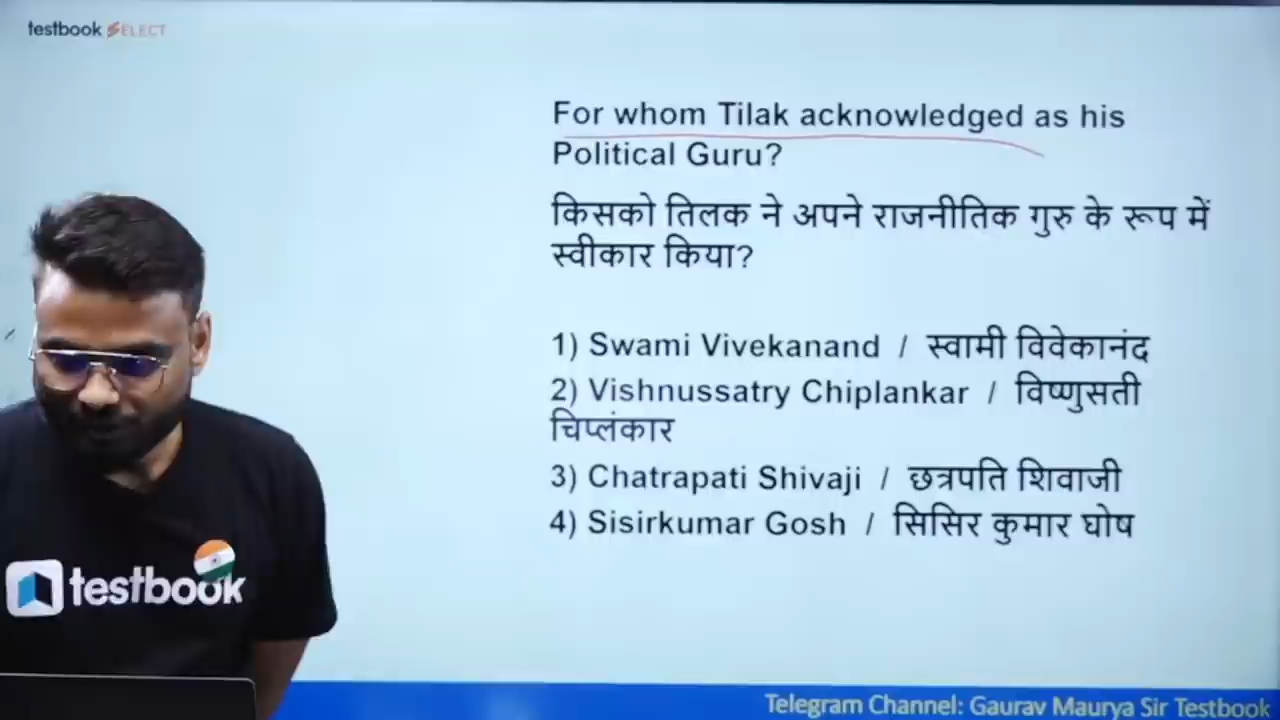 testbook SELECT
For whom Tilak acknowledged as his
Political Guru?
किसको तिलक ने अपने राजनीतिक गुरु के रूप में
स्वीकार किया?
1) Swami Vivekanand / स्वामी विवेकानंद
2) Vishnussatry Chiplankar / विष्णुसती
चिप्लंकार
3) Chatrapati Shivaji / छत्रपति शिवाजी
4) Sisirkumar Gosh / सिसिर कुमार घोष
testbook
Telegram Channel: Gaurav Maurya Sir Testbook